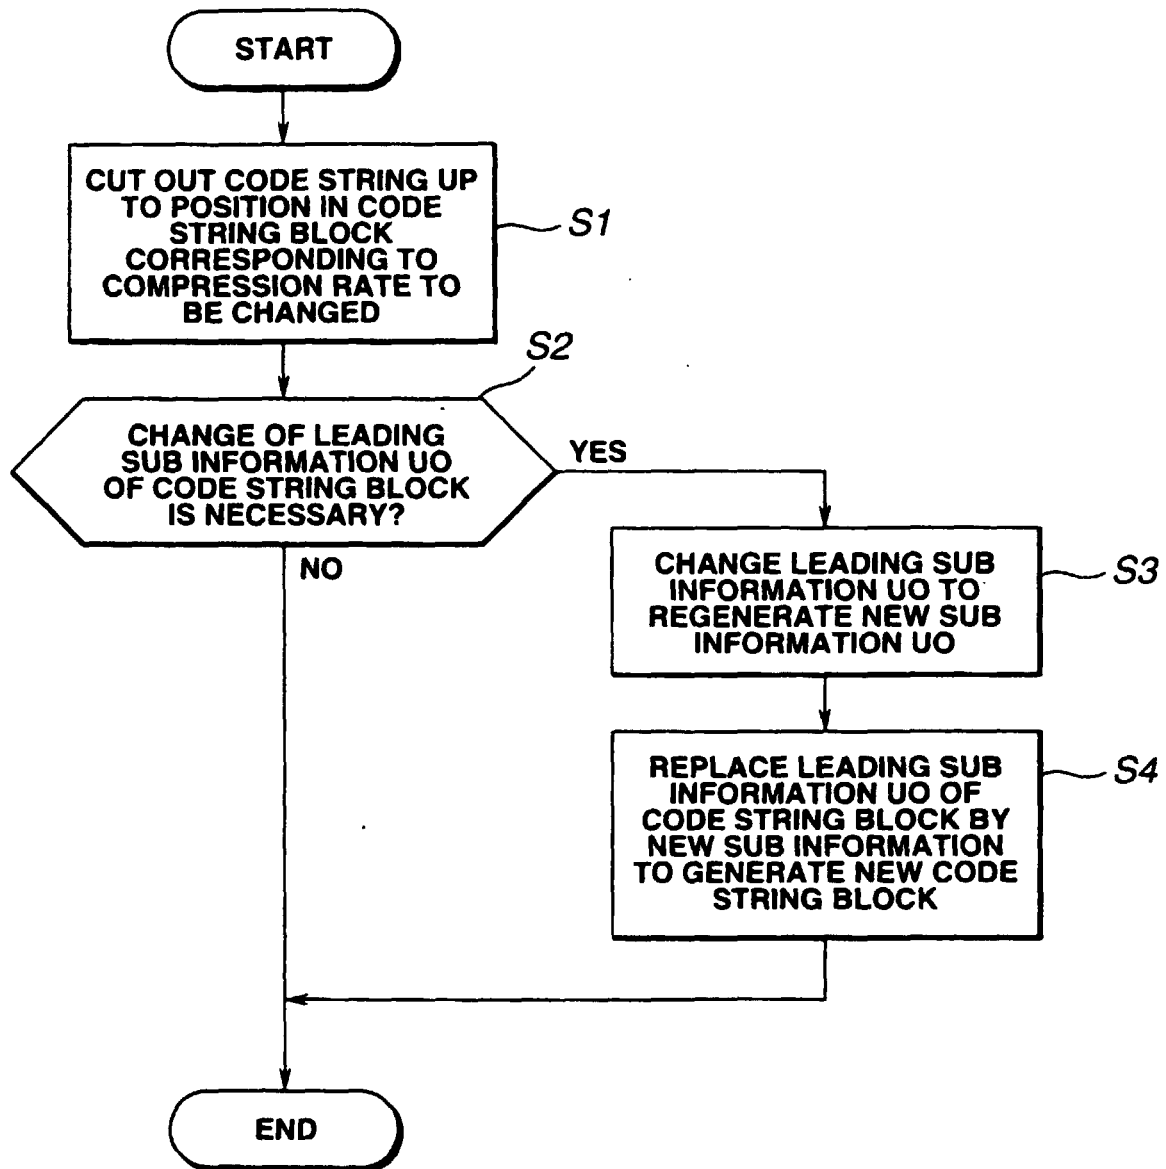 START
CUT OUT CODE STRING UP
TO POSITION IN CODE
STRING BLOCK
CORRESPONDING TO
COMPRESSION RATE TO
BE CHANGED
S1
S2
CHANGE OF LEADING
SUB INFORMATION UO
OF CODE STRING BLOCK
IS NECESSARY?
YES
NO
CHANGE LEADING SUB
INFORMATION UO TO
REGENERATE NEW SUB
INFORMATION UO
S3
REPLACE LEADING SUB
INFORMATION UO OF
CODE STRING BLOCK BY
NEW SUB INFORMATION
TO GENERATE NEW CODE
STRING BLOCK
S4
END